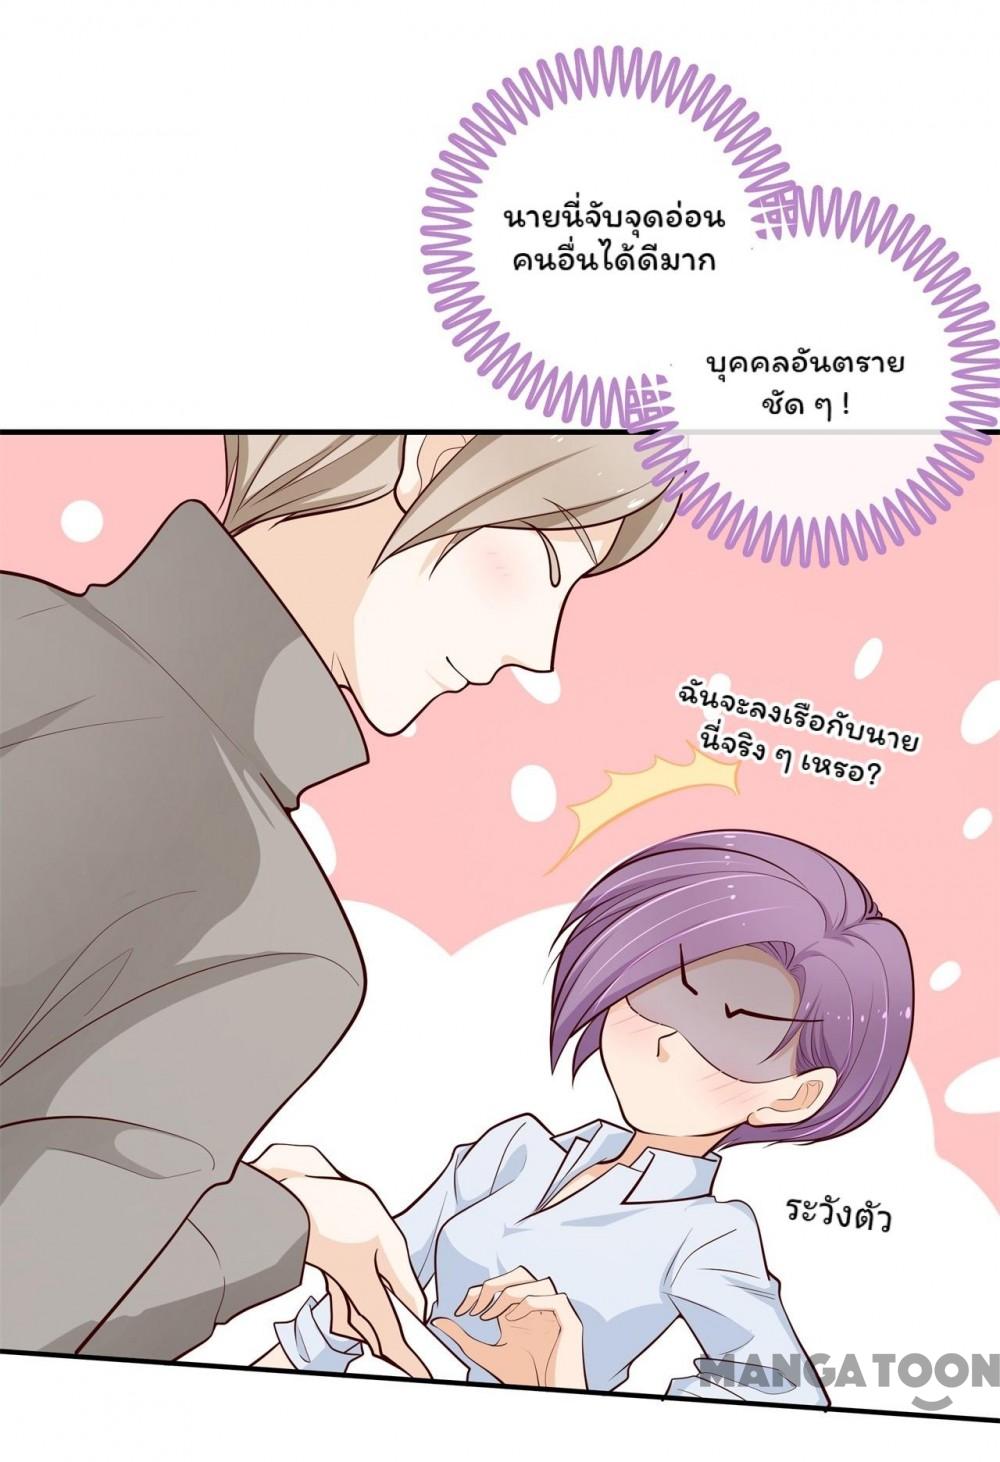 นายนี่จับจุดอ่อน
คนอื่นได้ดีมาก
บุคคลอันตราย
ชัด ๆ !
ฉันจะลงเรือกับนาย
นี่จริง ๆ เหรอ?
ระวังตัว
MANGATOON